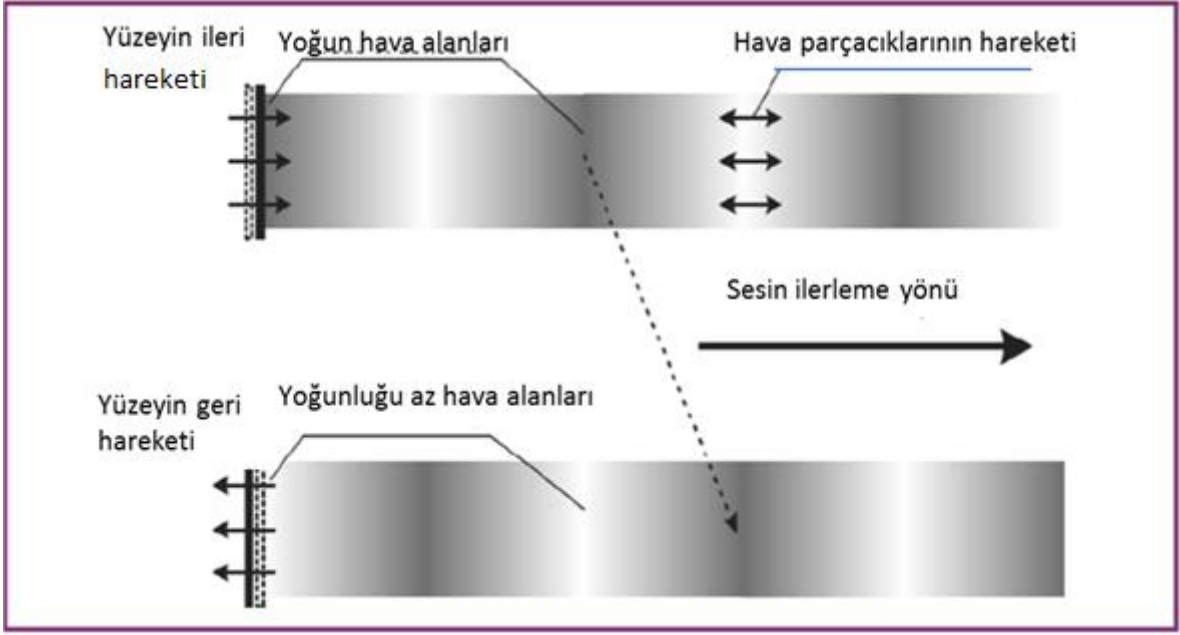 Yüzeyin ileri
hareketi
Yoğun hava alanları
Hava parçacıklarının hareketi
Sesin ilerleme yönü
Yüzeyin geri
hareketi
Yoğunluğu az hava alanları